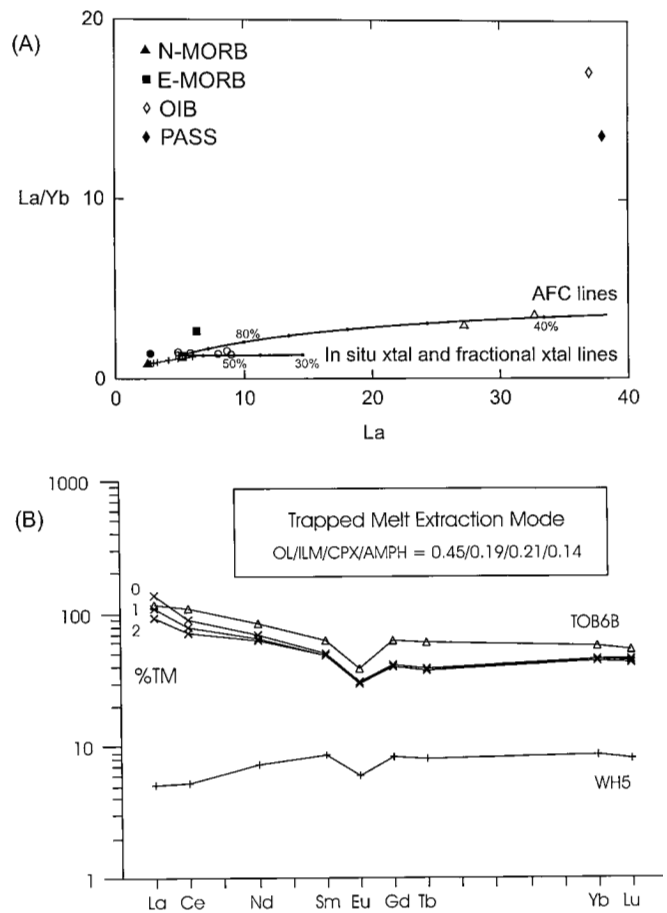 (A)
20
N-MORB
E-MORB
OIB
PASS
La/Yb
10
AFC lines
80%
40%
In situ xtal and fractional xtal lines
50%
30%
0
0
10
20
30
40
La
(B)
1000
Trapped Melt Extraction Mode
OL/ILM/CPX/AMPH = 0.45/0.19/0.21/0.14
100
0
1
2
TOB6B
%TM
10
WH5
1
La Ce Nd Sm Eu Gd Tb Yb Lu